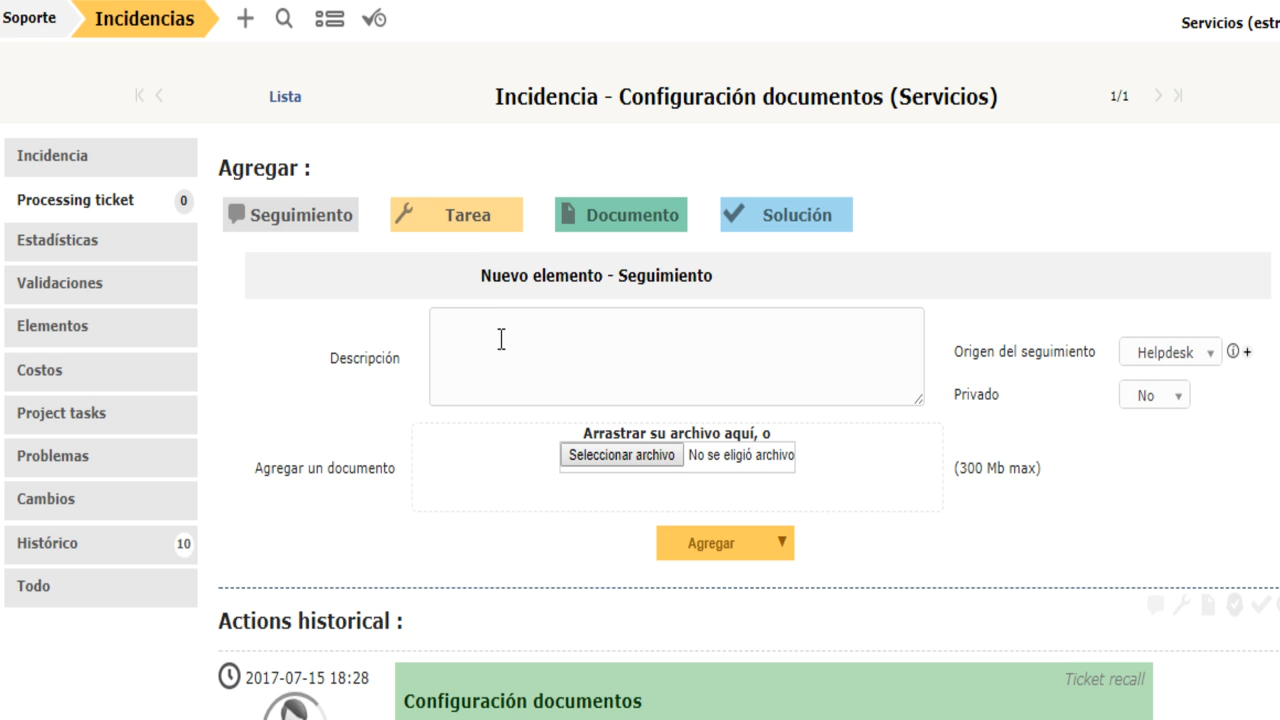 Soporte
Incidencias
Servicios (estr
Lista
Incidencia - Configuración documentos (Servicios)
1/1
Incidencia
Processing ticket 0
Estadísticas
Validaciones
Elementos
Costos
Project tasks
Problemas
Cambios
Histórico 10
Todo
Agregar :
Seguimiento
Tarea
Documento
Solución
Nuevo elemento - Seguimiento
Descripción
Origen del seguimiento
Helpdesk
Privado
No
Agregar un documento
Arrastrar su archivo aquí, o
Seleccionar archivo No se eligió archivo
(300 Mb max)
Agregar
Actions historical :
2017-07-15 18:28
Ticket recall
Configuración documentos